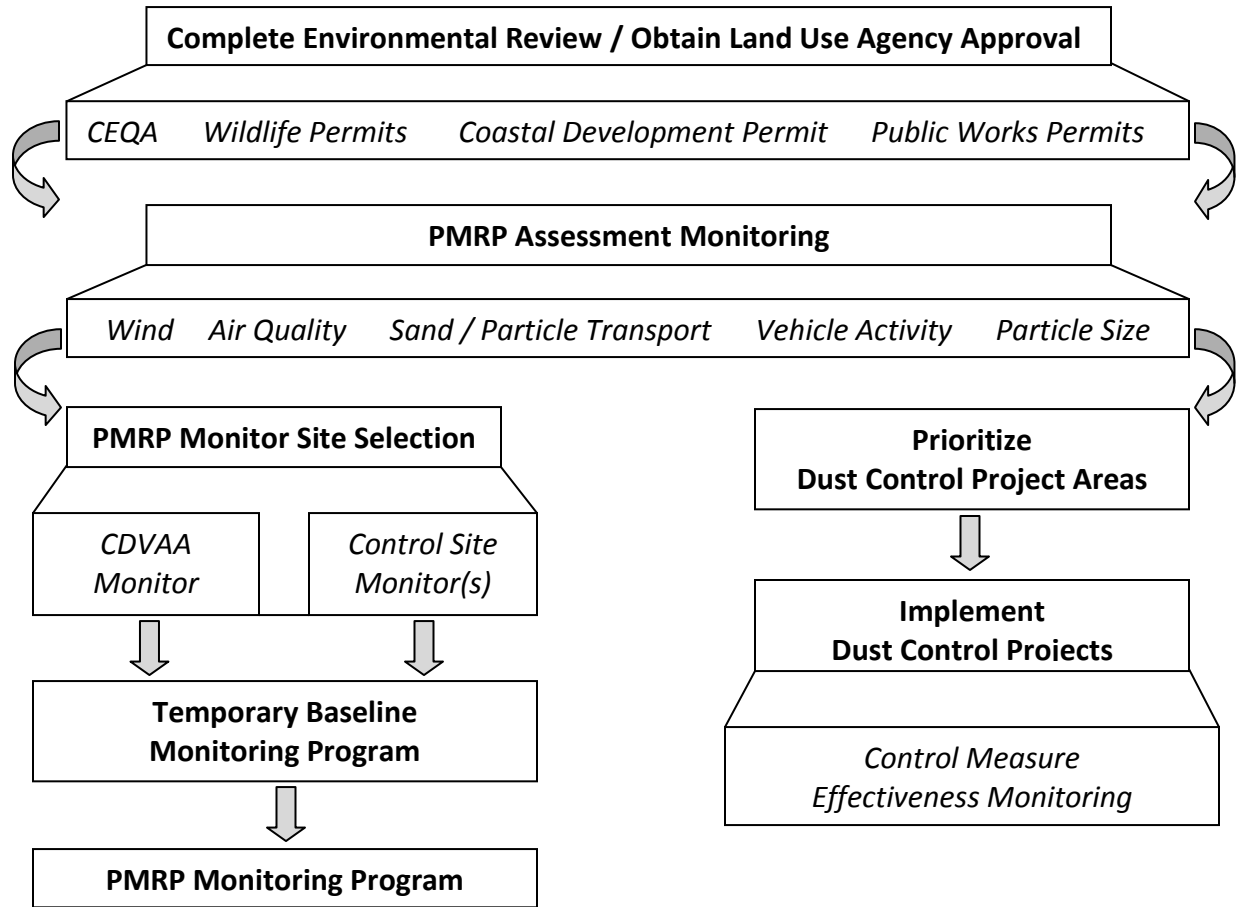 Complete Environmental Review / Obtain Land Use Agency Approval
CEQA Wildlife Permits Coastal Development Permit Public Works Permits
PMRP Assessment Monitoring
Wind Air Quality Sand / Particle Transport Vehicle Activity Particle Size
PMRP Monitor Site Selection
CDVAA
Monitor
Control Site
Monitor(s)
Temporary Baseline
Monitoring Program
PMRP Monitoring Program
Prioritize
Dust Control Project Areas
Implement
Dust Control Projects
Control Measure
Effectiveness Monitoring